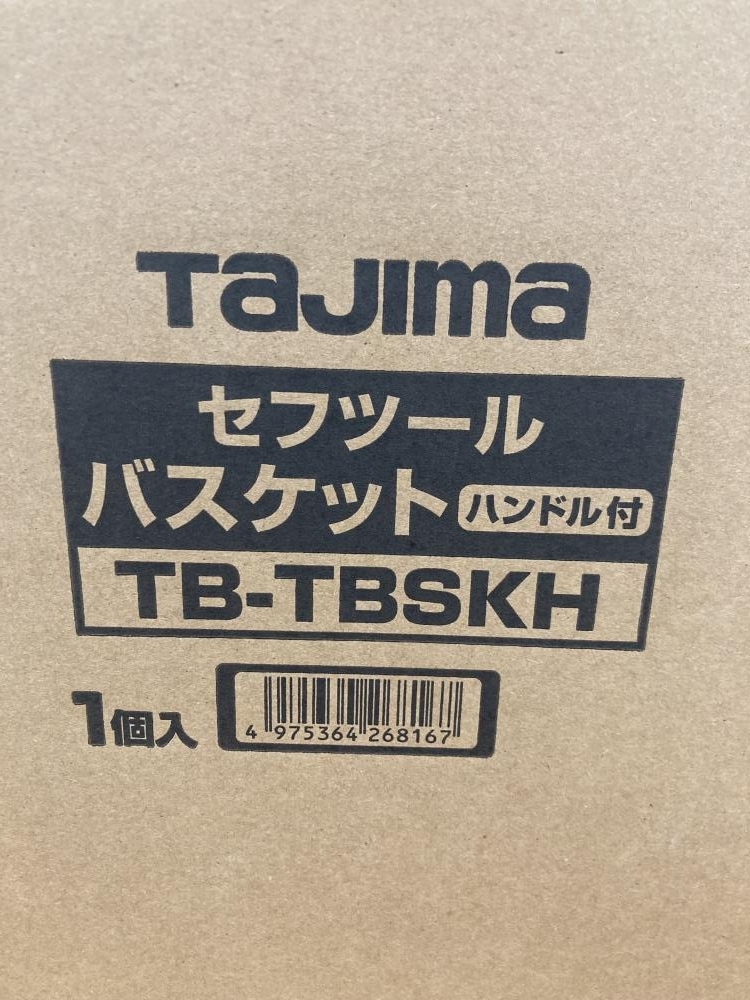 TaJIma
セフツール
バスケット ハンドル付
TB-TBSKH
1個入
4 975364 268167